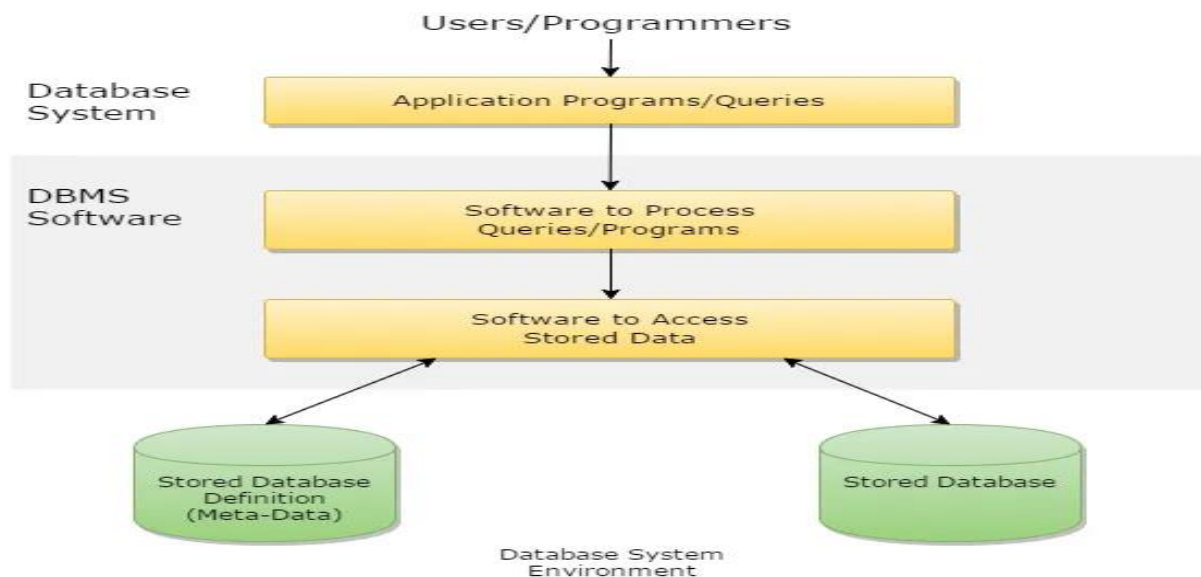 Users/Programmers
Database
System
Application Programs/Queries
DBMS
Software
Software to Process
Queries/Programs
Software to Access
Stored Data
Stored Database
Definition
(Meta-Data)
Stored Database
Database System
Environment